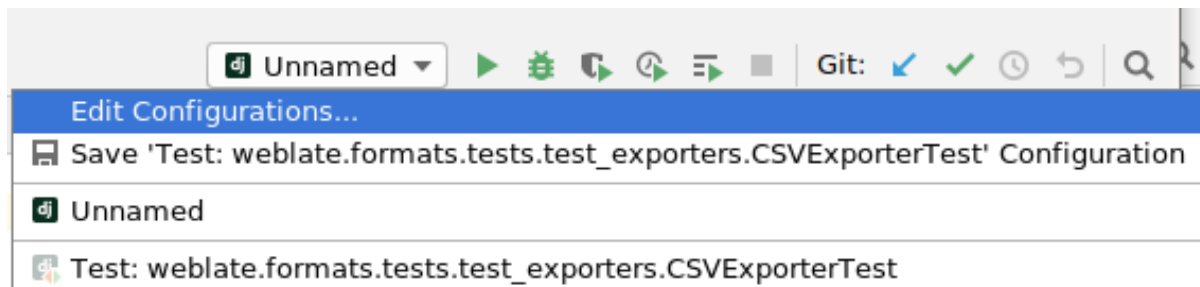 dj Unnamed Git:
Edit Configurations...
Save 'Test: weblate.formats.tests.test_exporters.CSVExporterTest' Configuration
dj Unnamed
dj Test: weblate.formats.tests.test_exporters.CSVExporterTest